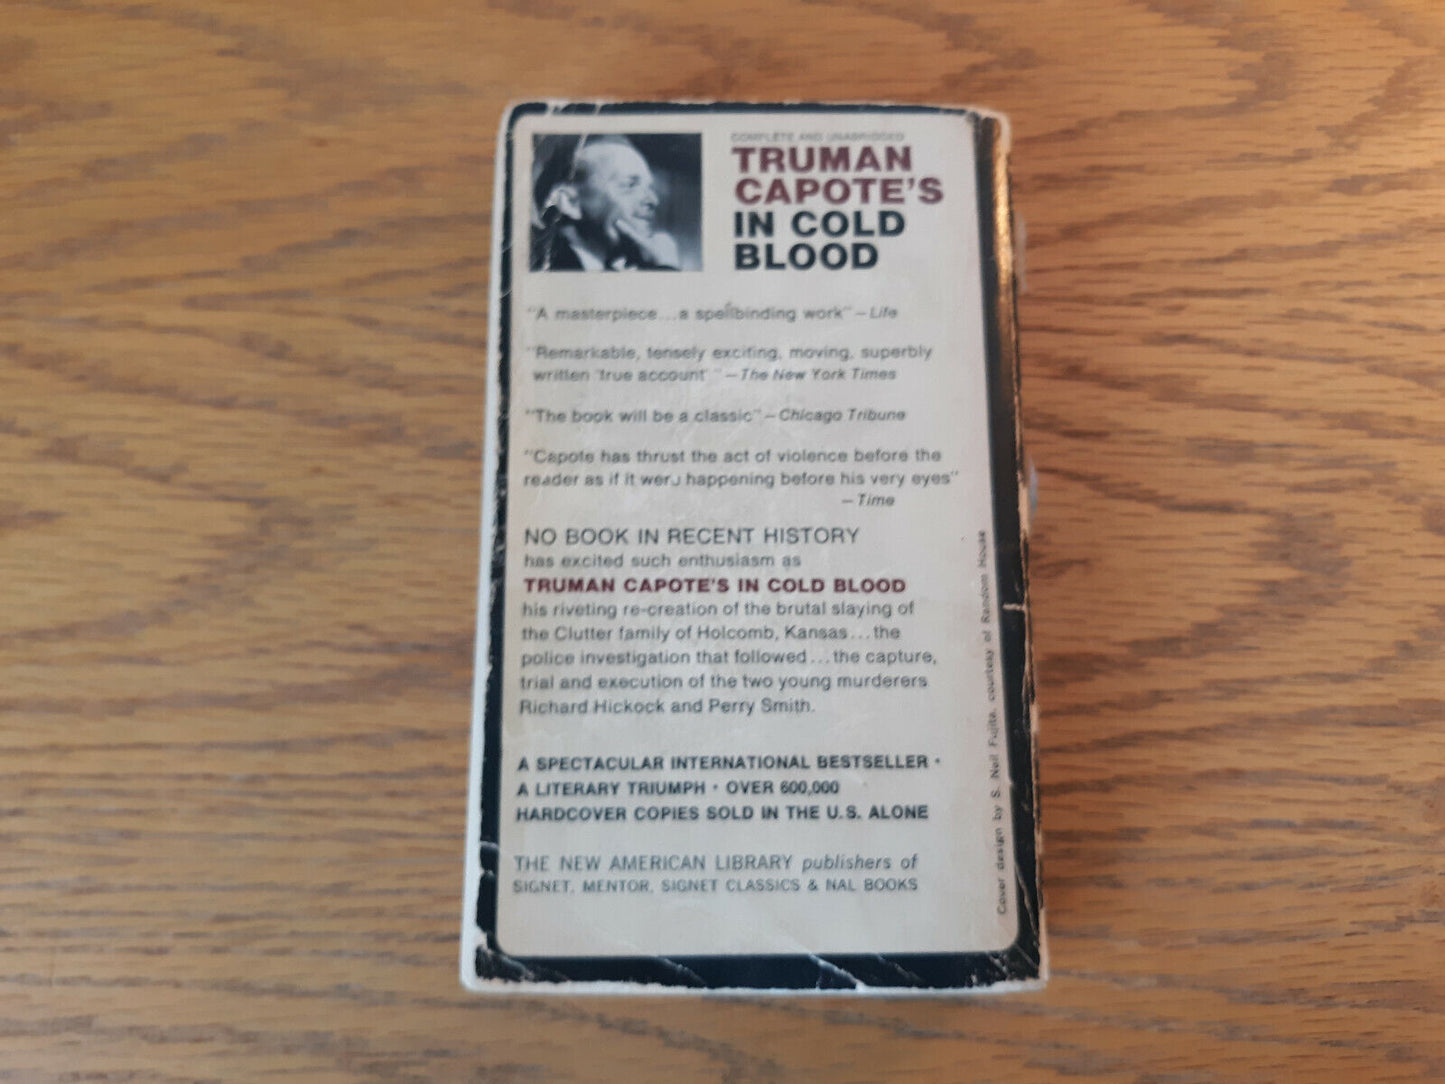 COMPLETE AND UNABRIDGED
TRUMAN
CAPOTE'S
IN COLD
BLOOD
"A masterpiece...a spellbinding work" – Life
"Remarkable, tensely exciting, moving, superbly
written 'true account' " – The New York Times
"The book will be a classic" – Chicago Tribune
"Capote has thrust the act of violence before the
reader as if it were happening before his very eyes"
– Time
NO BOOK IN RECENT HISTORY
has excited such enthusiasm as
TRUMAN CAPOTE'S IN COLD BLOOD
his riveting re-creation of the brutal slaying of
the Clutter family of Holcomb, Kansas...the
police investigation that followed...the capture,
trial and execution of the two young murderers
Richard Hickock and Perry Smith.
A SPECTACULAR INTERNATIONAL BESTSELLER •
A LITERARY TRIUMPH • OVER 600,000
HARDCOVER COPIES SOLD IN THE U.S. ALONE
THE NEW AMERICAN LIBRARY publishers of
SIGNET, MENTOR, SIGNET CLASSICS & NAL BOOKS
Cover design by S. Neil Fujita, courtesy of Random House